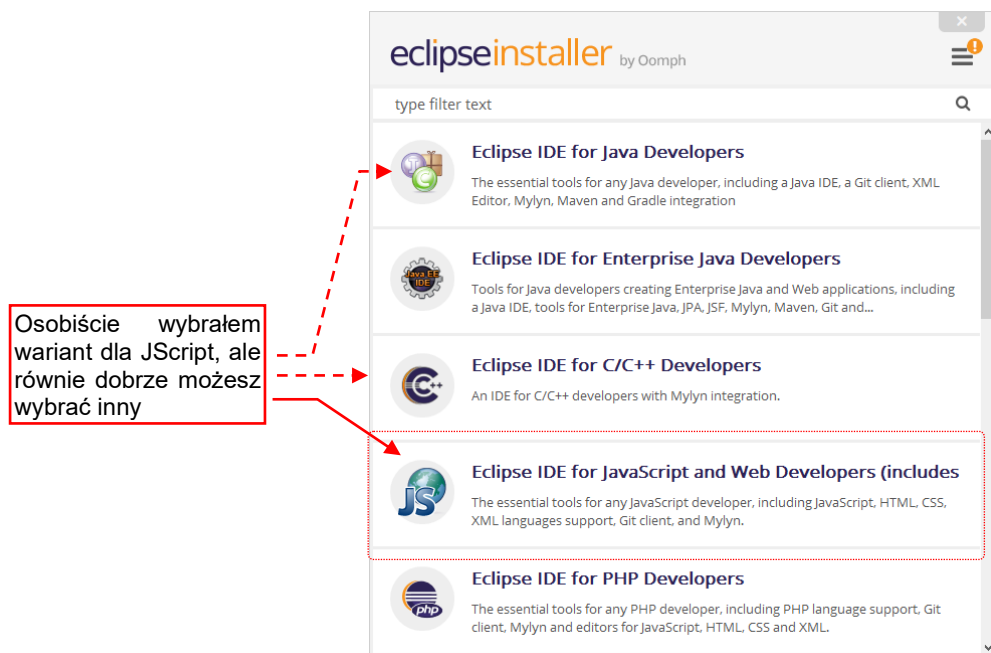 eclipseinstaller by Oomph
type filter text
Eclipse IDE for Java Developers
The essential tools for any Java developer, including a Java IDE, a Git client, XML
Editor, Mylyn, Maven and Gradle integration
Java EE
IDE
Eclipse IDE for Enterprise Java Developers
Tools for Java developers creating Enterprise Java and Web applications, including
a Java IDE, tools for Enterprise Java, JPA, JSF, Mylyn, Maven, Git and...
Osobiście wybrałem
wariant dla JScript, ale
równie dobrze możesz
wybrać inny
C++
Eclipse IDE for C/C++ Developers
An IDE for C/C++ developers with Mylyn integration.
JS
Eclipse IDE for JavaScript and Web Developers (includes
The essential tools for any JavaScript developer, including JavaScript, HTML, CSS,
XML languages support, Git client, and Mylyn.
php
Eclipse IDE for PHP Developers
The essential tools for any PHP developer, including PHP language support, Git
client, Mylyn and editors for JavaScript, HTML, CSS and XML.